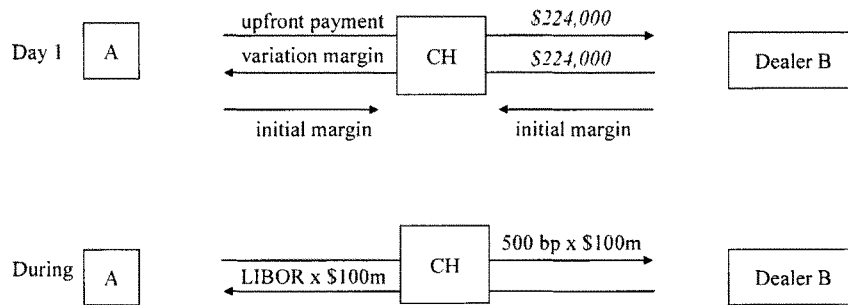 upfront payment $224,000
Day 1 A variation margin CH $224,000 Dealer B
initial margin initial margin
500 bp x $100m
During A LIBOR x $100m CH Dealer B